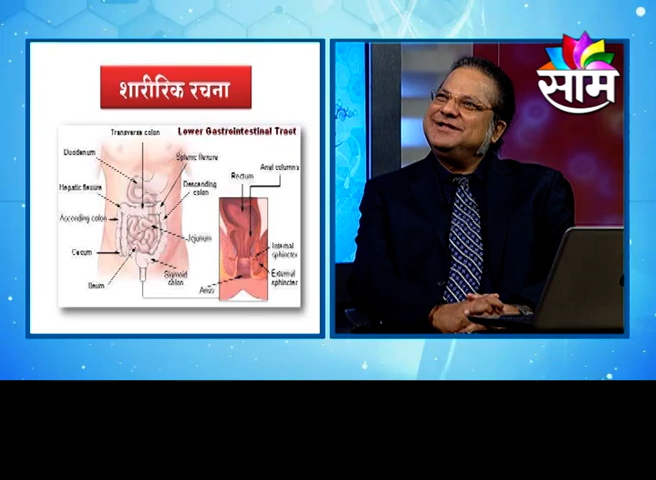 शारीरिक रचना
साम
Lower Gastrointestinal Tract
Transverse colon
Duodenum
Splenic flexure
Anal columns
Rectum
Hepatic flexure
Descending
colon
Ascending colon
Jejunum
Internal
sphincter
Cecum
Sigmoid
colon
External
sphincter
Ileum
Anus